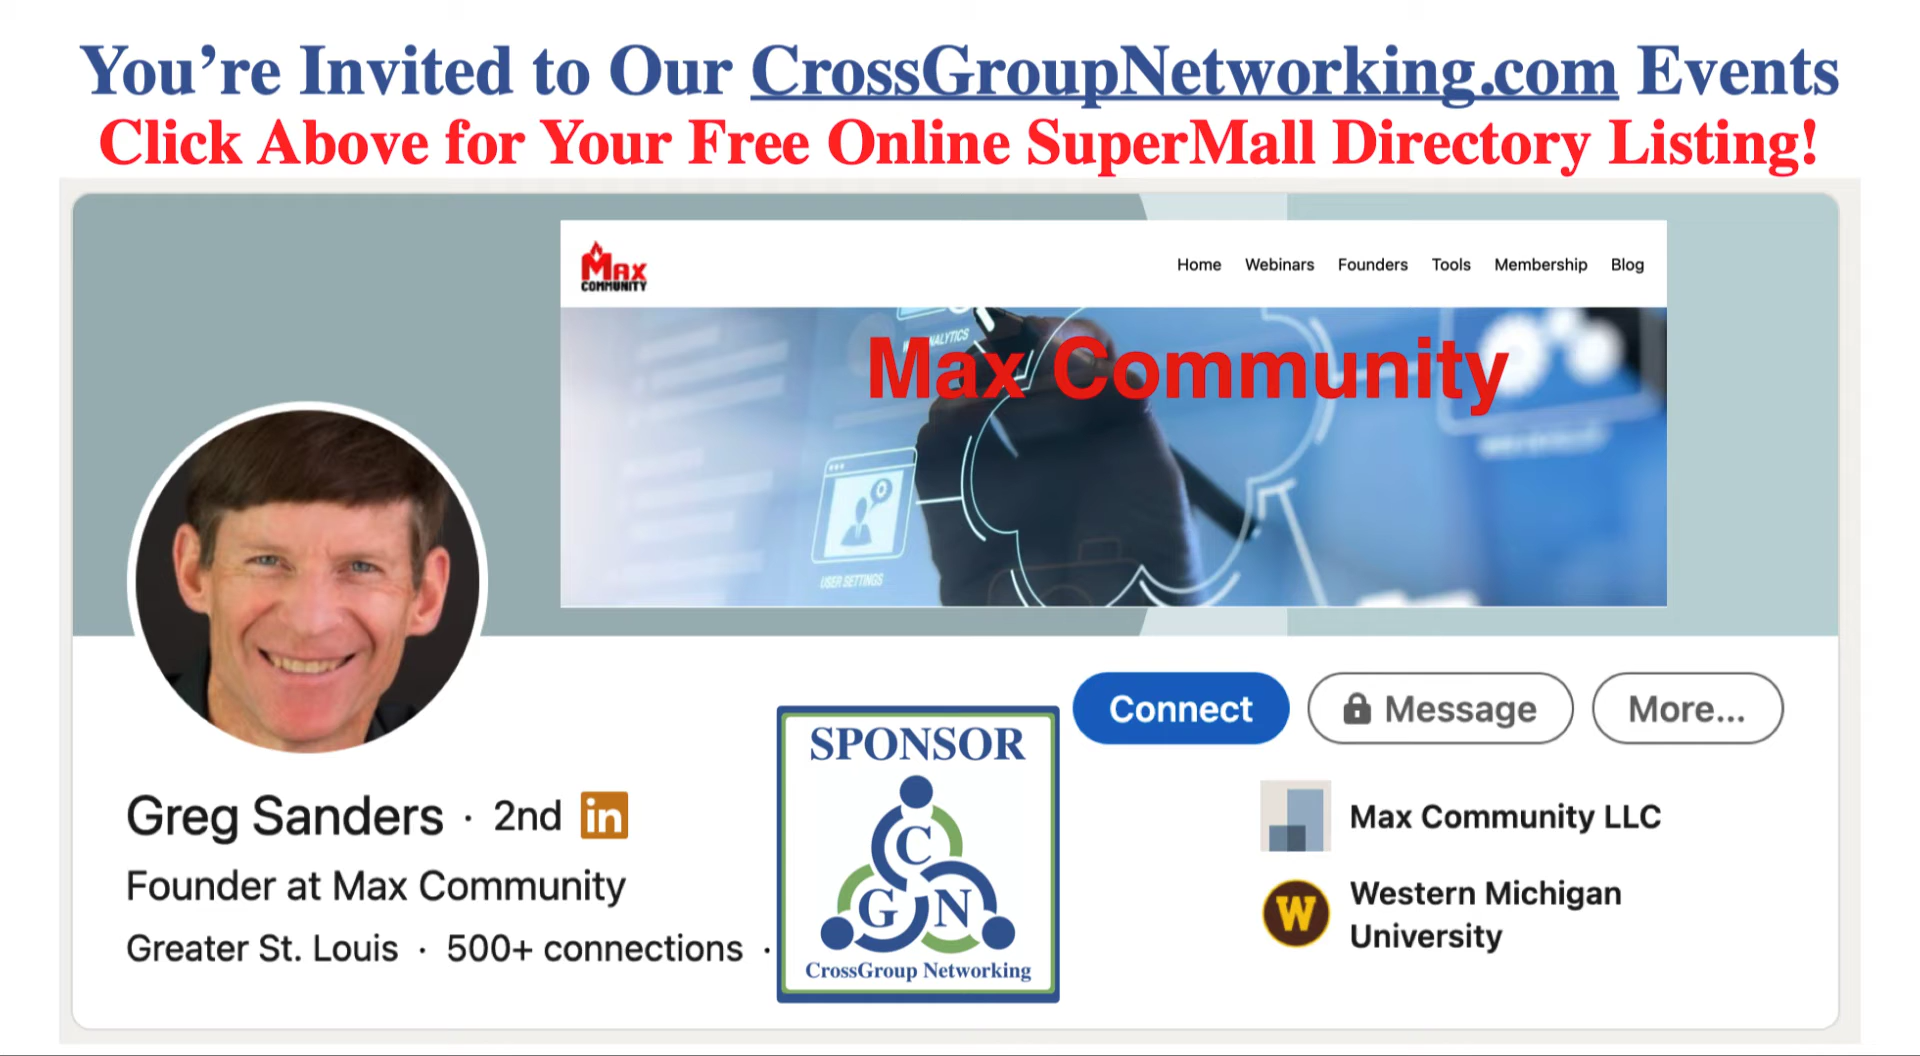 You’re Invited to Our CrossGroupNetworking.com Events
Click Above for Your Free Online SuperMall Directory Listing!
MAX
COMMUNITY
Home Webinars Founders Tools Membership Blog
ANALYTICS
Max Community
USER SETTINGS
Connect
Message
More...
SPONSOR
C
G N
CrossGroup Networking
Greg Sanders · 2nd in
Founder at Max Community
Greater St. Louis · 500+ connections ·
Max Community LLC
W
Western Michigan
University